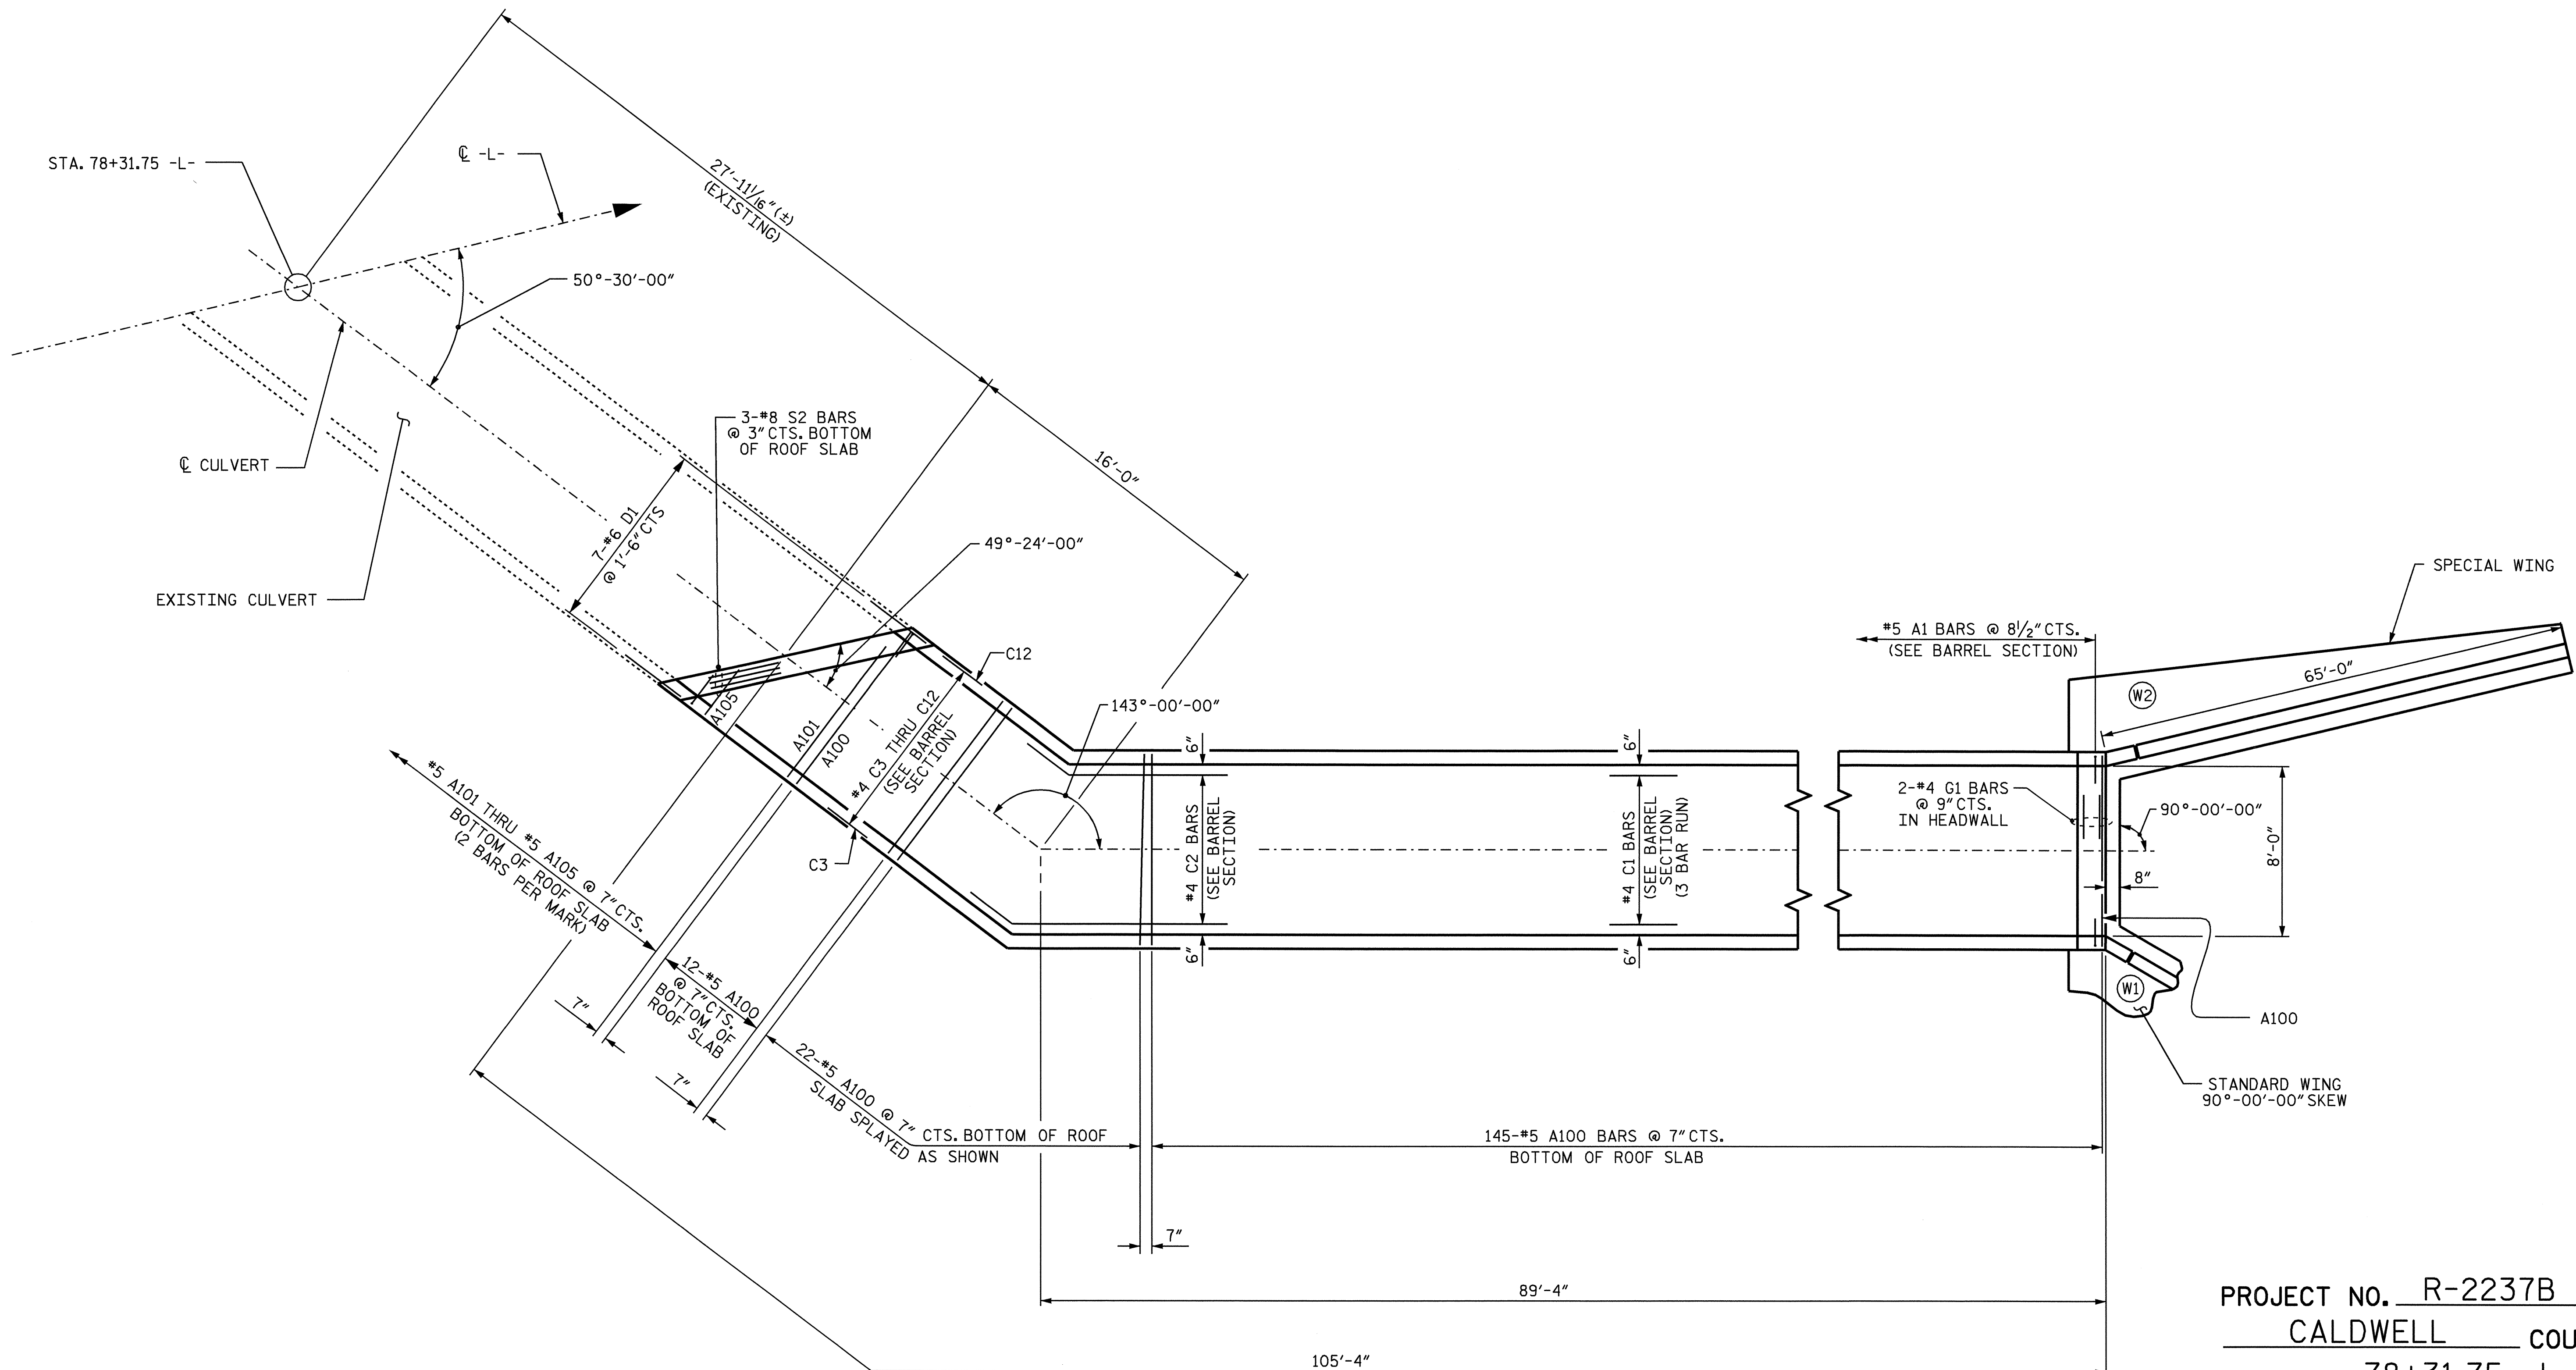 STA. 78+31.75 -L-
℄ -L-
50°-30'-00"
27'-11/16"(±)
(EXISTING)
℄ CULVERT
EXISTING CULVERT
3-#8 S2 BARS
@ 3" CTS. BOTTOM
OF ROOF SLAB
16'-0"
7-#6 D1
@ 1'-6" CTS
49°-24'-00"
C12
143°-00'-00"
A105
A101
A100
#4 C3 THRU C12
(SEE BARREL
SECTION)
C3
6"
#4 C2 BARS
(SEE BARREL
SECTION)
6"
6"
#4 C1 BARS
(SEE BARREL
SECTION)
(3 BAR RUN)
6"
#5 A1 BARS @ 8½" CTS.
(SEE BARREL SECTION)
SPECIAL WING
65'-0"
W2
2-#4 G1 BARS
@ 9" CTS.
IN HEADWALL
90°-00'-00"
8'-0"
8"
W1
A100
STANDARD WING
90°-00'-00" SKEW
#5 A101 THRU #5 A105 @ 7" CTS.
BOTTOM OF ROOF SLAB
(2 BARS PER MARK)
7"
12-#5 A100
@ 7" CTS.
BOTTOM OF
ROOF SLAB
7"
22-#5 A100 @ 7" CTS. BOTTOM OF ROOF
SLAB SPLAYED AS SHOWN
145-#5 A100 BARS @ 7" CTS.
BOTTOM OF ROOF SLAB
7"
89'-4"
105'-4"
PROJECT NO. R-2237B
CALDWELL COU